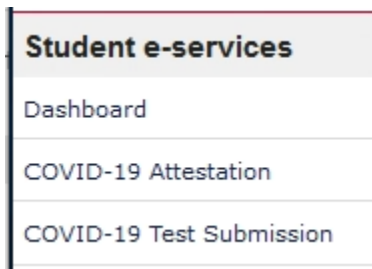 Student e-services
Dashboard
COVID-19 Attestation
COVID-19 Test Submission